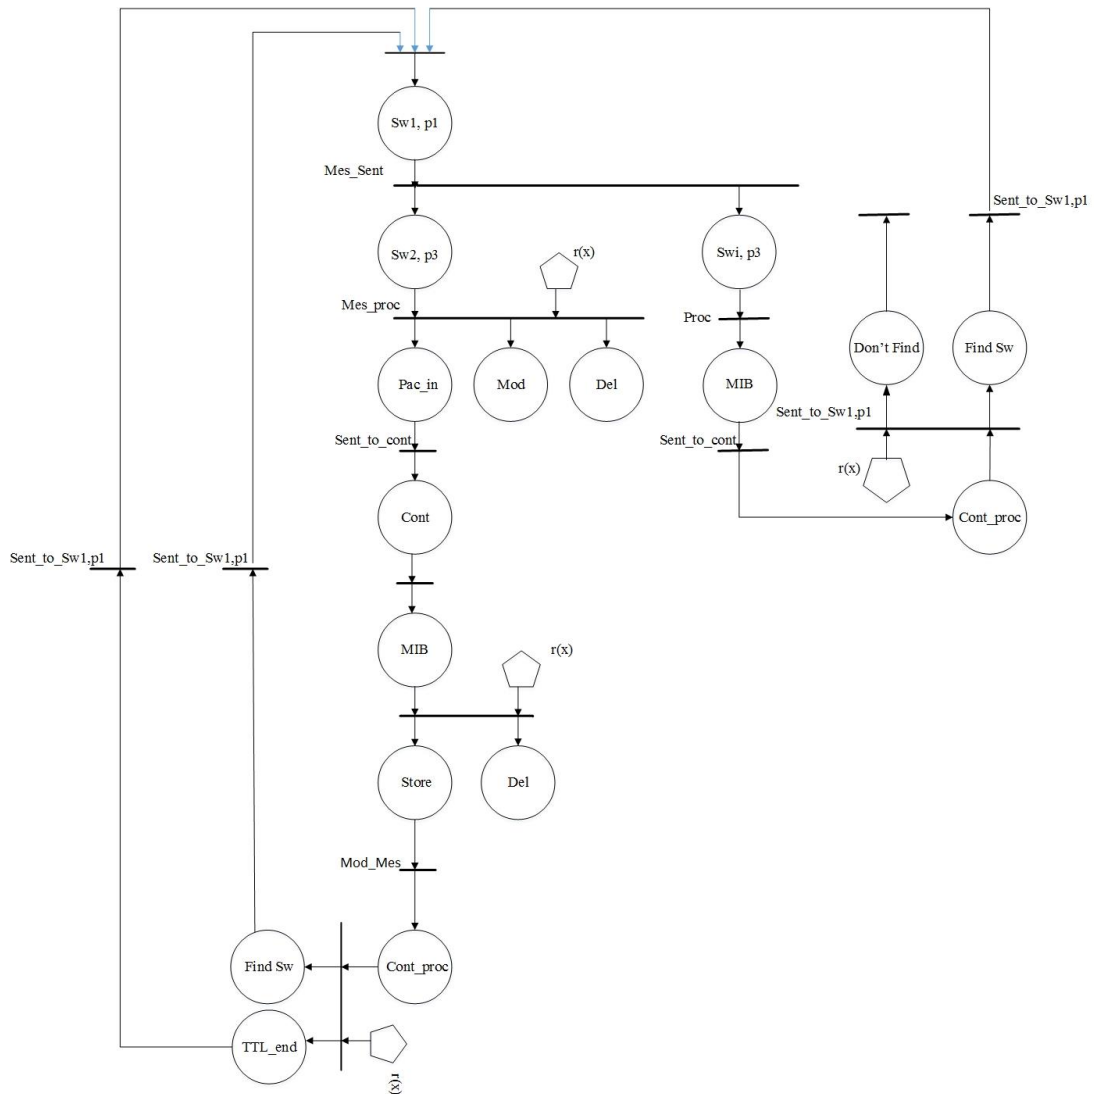 Sw1, p1
Mes_Sent
Sent_to_Sw1,p1
Sw2, p3
r(x)
Swi, p3
Mes_proc
Proc
Don't Find
Find Sw
Pac_in
Mod
Del
MIB
Sent_to_Sw1,p1
Sent_to_cont
Sent_to_cont
r(x)
Cont
Cont_proc
Sent_to_Sw1,p1
Sent_to_Sw1,p1
MIB
r(x)
Store
Del
Mod_Mes
Find Sw
Cont_proc
TTL_end
r(x)